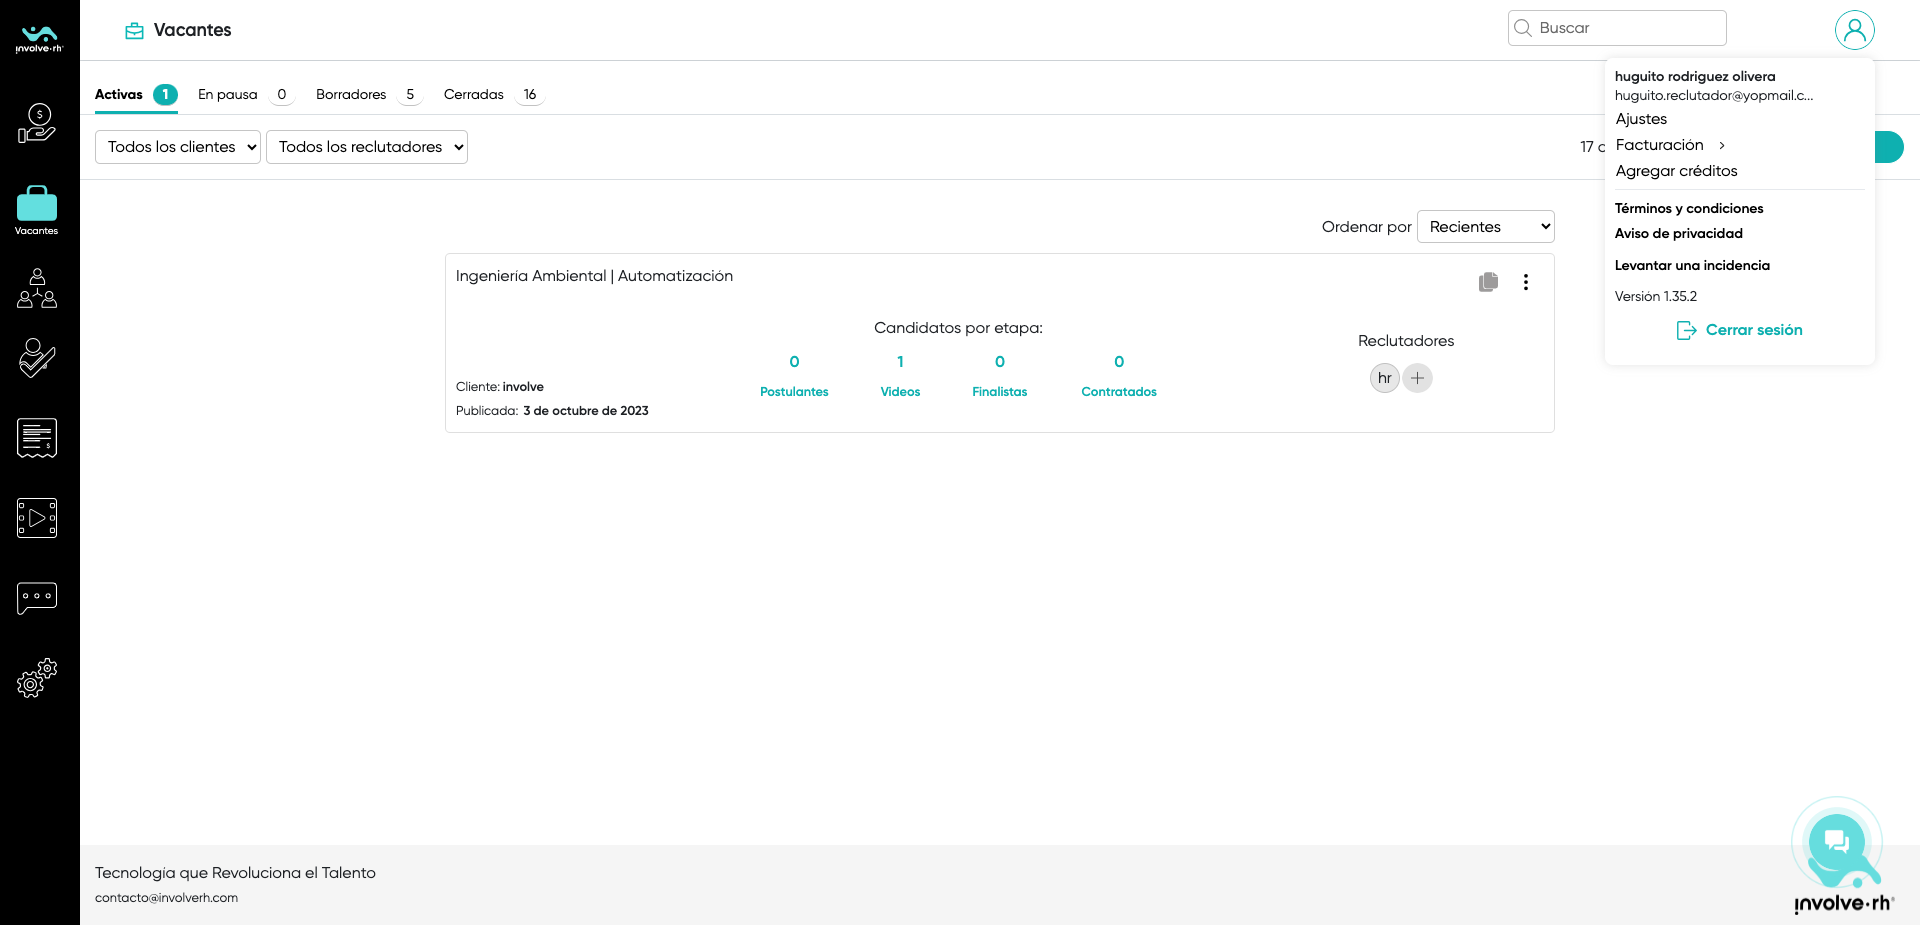 involve·rh
Vacantes
Buscar
huguito rodriguez olivera
huguito.reclutador@yopmail.c...
Ajustes
Facturación
Agregar créditos
Términos y condiciones
Aviso de privacidad
Levantar una incidencia
Versión 1.35.2
Cerrar sesión
Activas 1 En pausa 0 Borradores 5 Cerradas 16
Todos los clientes Todos los reclutadores 17
Vacantes
Ordenar por Recientes
Ingeniería Ambiental | Automatización
Candidatos por etapa:
0 1 0 0
Postulantes Videos Finalistas Contratados
Reclutadores
hr
Cliente: involve
Publicada: 3 de octubre de 2023
Tecnología que Revoluciona el Talento
contacto@involverh.com
involve·rh